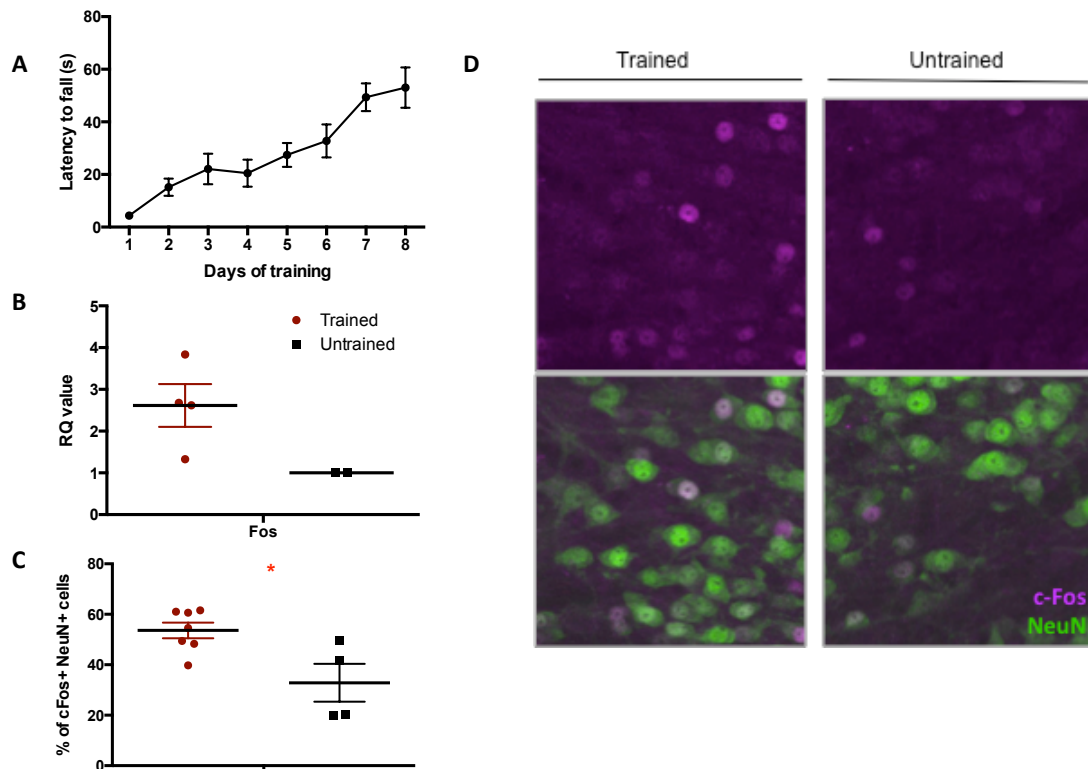 A
80
60
40
20
0
Latency to fall (s)
1 2 3 4 5 6 7 8
Days of training
B
5
4
3
2
1
0
RQ value
Trained
Untrained
Fos
C
80
60
40
20
0
% of cFos+ NeuN+ cells
*
D
Trained
Untrained
c-Fos
NeuN